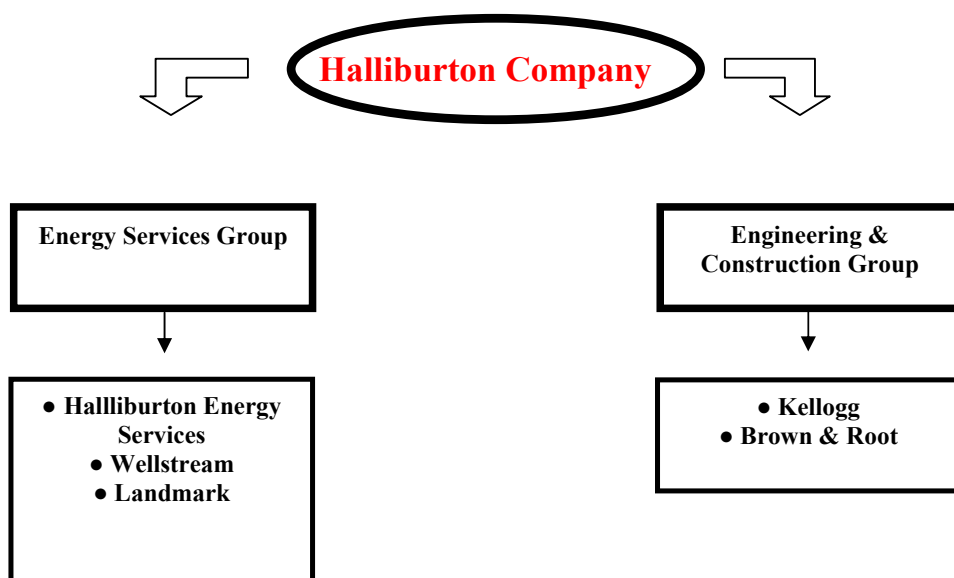 Halliburton Company
Energy Services Group
Engineering &
Construction Group
● Hallliburton Energy
Services
● Wellstream
● Landmark
● Kellogg
● Brown & Root